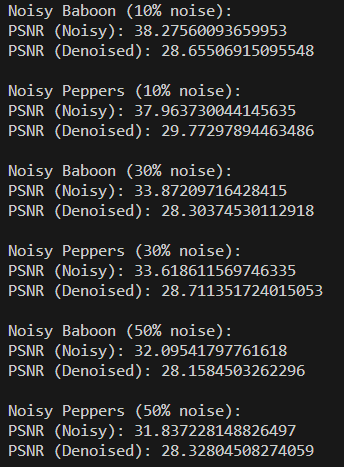 Noisy Baboon (10% noise):
PSNR (Noisy): 38.27560093659953
PSNR (Denoised): 28.65506915095548
Noisy Peppers (10% noise):
PSNR (Noisy): 37.963730044145635
PSNR (Denoised): 29.77297894463486
Noisy Baboon (30% noise):
PSNR (Noisy): 33.87209716428415
PSNR (Denoised): 28.30374530112918
Noisy Peppers (30% noise):
PSNR (Noisy): 33.618611569746335
PSNR (Denoised): 28.711351724015053
Noisy Baboon (50% noise):
PSNR (Noisy): 32.09541797761618
PSNR (Denoised): 28.1584503262296
Noisy Peppers (50% noise):
PSNR (Noisy): 31.837228148826497
PSNR (Denoised): 28.32804508274059